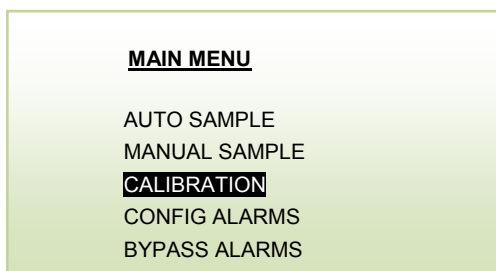 MAIN MENU
AUTO SAMPLE
MANUAL SAMPLE
CALIBRATION
CONFIG ALARMS
BYPASS ALARMS